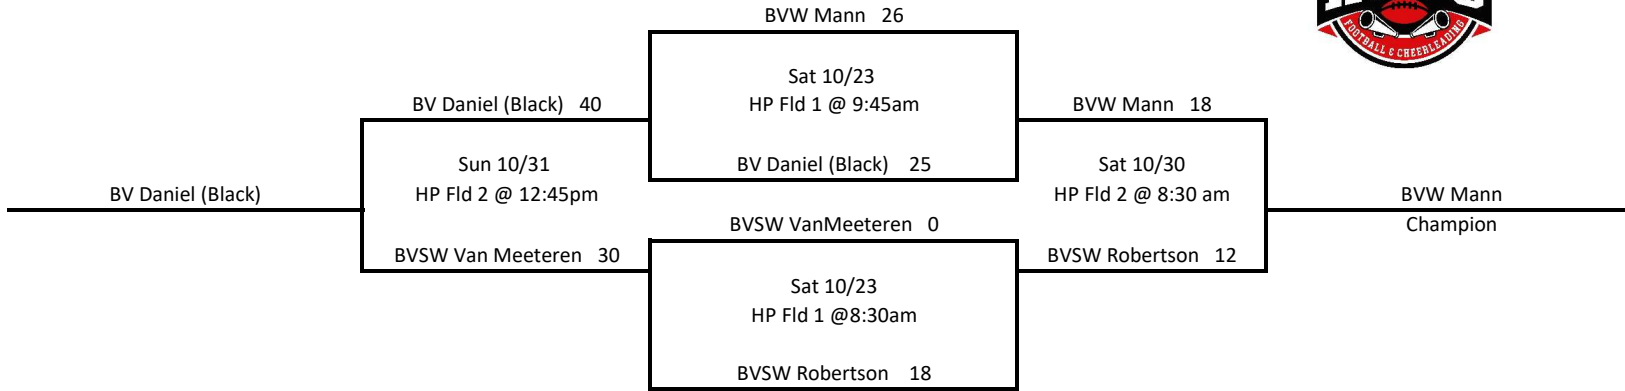 BVW Mann 26
FOOTBALL & CHEERLEADING
Sat 10/23
HP Fld 1 @ 9:45am
BV Daniel (Black) 40
BVW Mann 18
Sun 10/31
HP Fld 2 @ 12:45pm
BV Daniel (Black) 25
Sat 10/30
HP Fld 2 @ 8:30 am
BV Daniel (Black)
BVW Mann
Champion
BVSW VanMeeteren 0
BVSW Van Meeteren 30
BVSW Robertson 12
Sat 10/23
HP Fld 1 @8:30am
BVSW Robertson 18